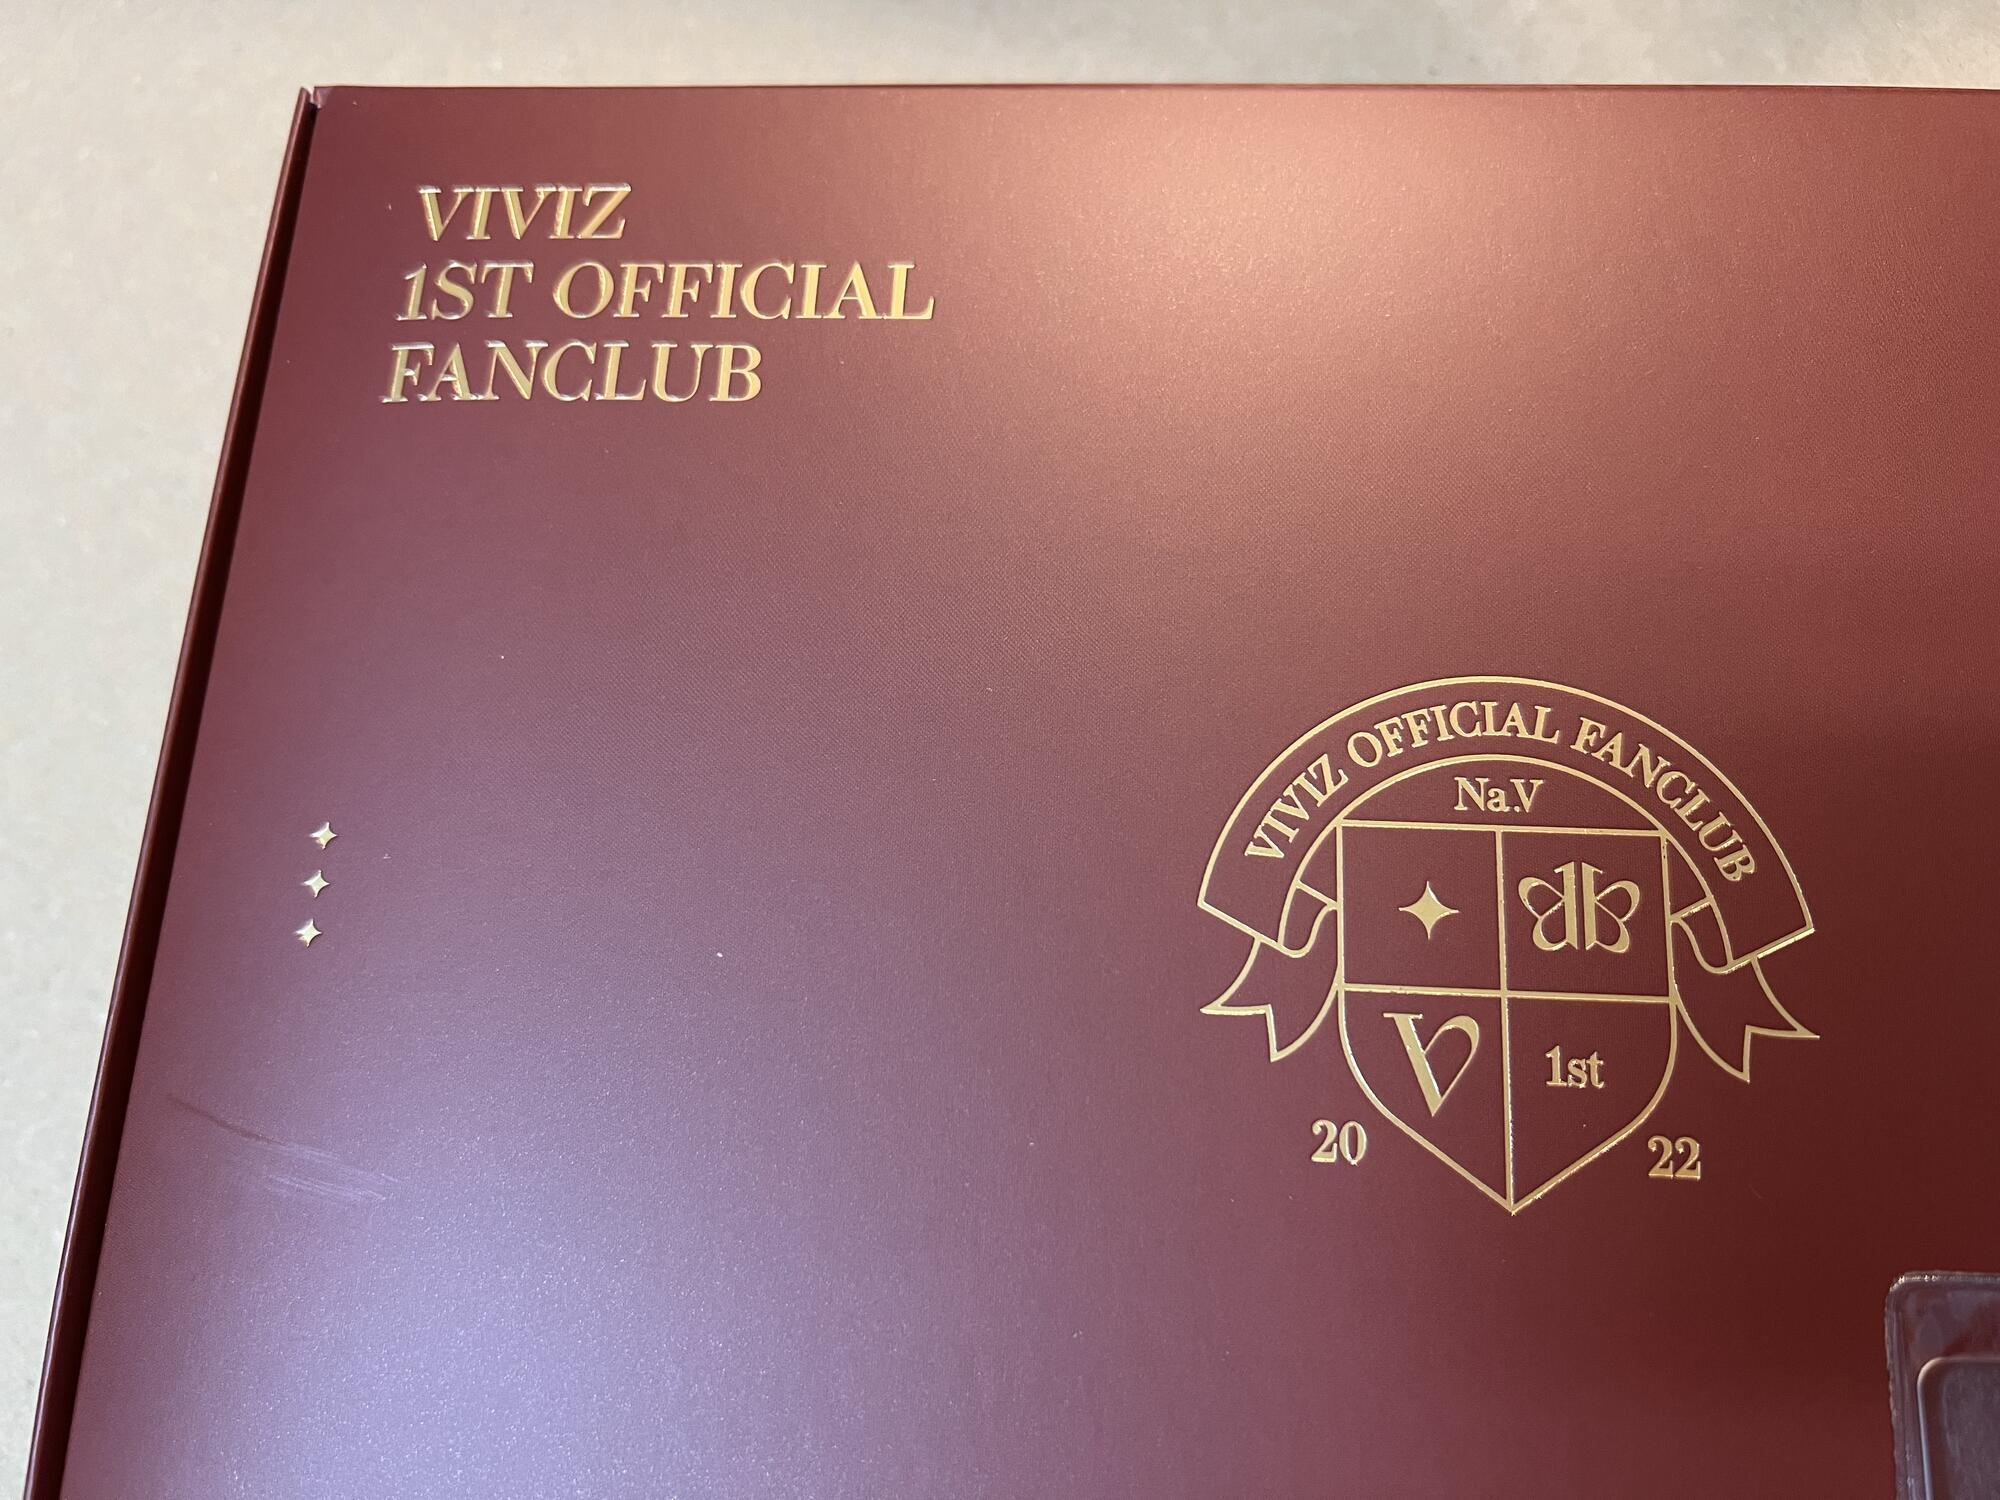 VIVIZ
1ST OFFICIAL
FANCLUB
VIVIZ OFFICIAL FANCLUB
Na.V
V
1st
20 22